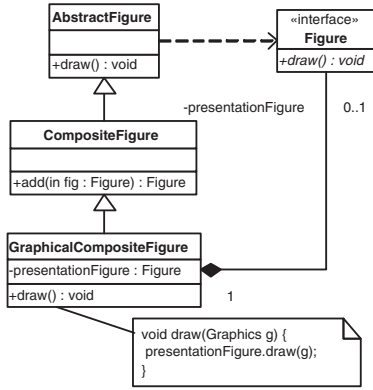 AbstractFigure
+draw() : void
«interface»
Figure
+draw() : void
-presentationFigure
0..1
CompositeFigure
+add(in fig : Figure) : Figure
GraphicalCompositeFigure
-presentationFigure : Figure
+draw() : void
1
void draw(Graphics g) {
presentationFigure.draw(g);
}